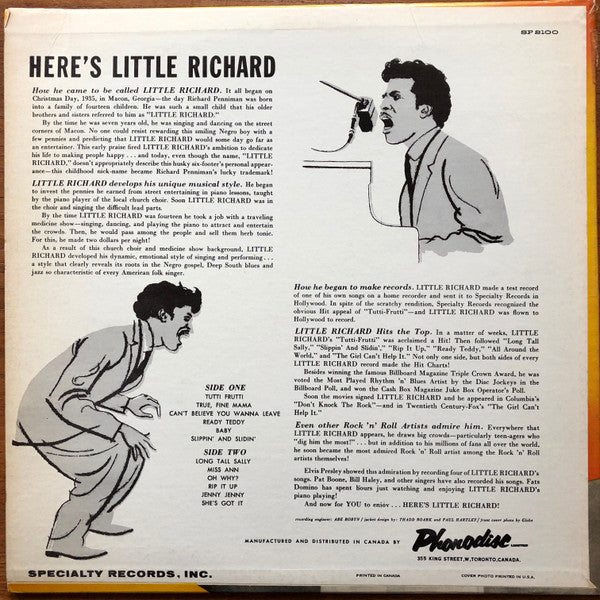 SP 2100
HERE'S LITTLE RICHARD
How he came to be called LITTLE RICHARD. It all began on
Christmas Day, 1935, in Macon, Georgia—the day Richard Penniman was born
into a family of fourteen children. He was such a small child that his older
brothers and sisters referred to him as "LITTLE RICHARD."
By the time he was seven years old, he was singing and dancing on the street
corners of Macon. No one could resist rewarding this smiling Negro boy with a
few pennies and predicting that LITTLE RICHARD would some day go far as
an entertainer. This early praise fired LITTLE RICHARD's ambition to dedicate
his life to making people happy . . . and today, even though the name, "LITTLE
RICHARD," doesn't appropriately describe this husky six-footer's personal appear-
ance—this childhood nick-name became Richard Penniman's lucky trademark!
LITTLE RICHARD develops his unique musical style. He began
to invest the pennies he earned from street entertaining in piano lessons, taught
by the piano player of the local church choir. Soon LITTLE RICHARD was in
the choir and singing the difficult lead parts.
By the time LITTLE RICHARD was fourteen he took a job with a traveling
medicine show—singing, dancing, and playing the piano to attract and entertain
the crowds. Then, he would pass among the people and sell them herb tonic.
For this, he made two dollars per night!
As a result of this church choir and medicine show background, LITTLE
RICHARD developed his dynamic, emotional style of singing and performing . . .
a style that clearly reveals its roots in the Negro gospel, Deep South blues and
jazz so characteristic of every American folk singer.
How he began to make records. LITTLE RICHARD made a test record
of one of his own songs on a home recorder and sent it to Specialty Records in
Hollywood. In spite of the scratchy rendition, Specialty Records recognized the
obvious Hit appeal of "Tutti-Frutti"—and LITTLE RICHARD was flown to
Hollywood to record.
LITTLE RICHARD Hits the Top. In a matter of weeks, LITTLE
RICHARD's "Tutti-Frutti" was acclaimed a Hit! Then followed "Long Tall
Sally," "Slippin' And Slidin'," "Rip It Up," "Ready Teddy," "All Around the
World," and "The Girl Can't Help It." Not only one side, but both sides of every
LITTLE RICHARD record made the Hit Charts!
Besides winning the famous Billboard Magazine Triple Crown Award, he was
voted the Most Played Rhythm 'n' Blues Artist by the Disc Jockeys in the
Billboard Poll, and won the Cash Box Magazine Juke Box Operator's Poll.
Soon the movies signed LITTLE RICHARD and he appeared in Columbia's
"Don't Knock The Rock"—and in Twentieth Century-Fox's "The Girl Can't
Help It."
Even other Rock 'n' Roll Artists admire him. Everywhere that
LITTLE RICHARD appears, he draws big crowds—particularly teen-agers who
"dig him the most!" . . . but in addition to his millions of fans all over the world, he
soon became the most admired Rock 'n' Roll artist among the Rock 'n' Roll
artists themselves!
Elvis Presley showed this admiration by recording four of LITTLE RICHARD's
songs. Pat Boone, Bill Haley, and other singers have also recorded his songs. Fats
Domino has spent hours just watching and enjoying LITTLE RICHARD's
piano playing!
And now for YOU to enjoy . . . HERE'S LITTLE RICHARD!
SIDE ONE
TUTTI FRUTTI
TRUE, FINE MAMA
CAN'T BELIEVE YOU WANNA LEAVE
READY TEDDY
BABY
SLIPPIN' AND SLIDIN'
SIDE TWO
LONG TALL SALLY
MISS ANN
OH WHY?
RIP IT UP
JENNY JENNY
SHE'S GOT IT
recording engineer: ABE ROBYN / jacket design by: THADD ROARK and PAUL HARTLEY / front cover photo by Globe
MANUFACTURED AND DISTRIBUTED IN CANADA BY Phonodisc LIMITED
355 KING STREET, W, TORONTO, CANADA.
SPECIALTY RECORDS, INC.
PRINTED IN CANADA
COVER PHOTO PRINTED IN U.S.A.